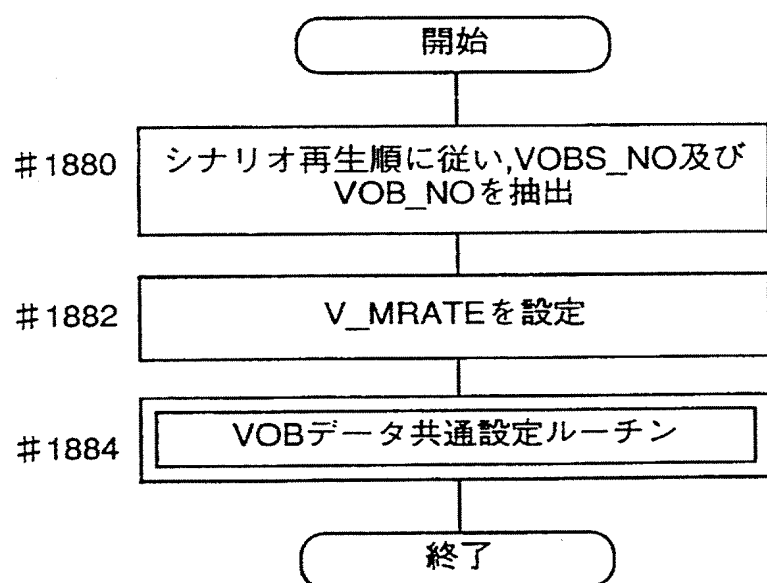 開始
#1880
シナリオ再生順に従い,VOBS_NO及び
VOB_NOを抽出
#1882
V_MRATEを設定
#1884
VOBデータ共通設定ルーチン
終了